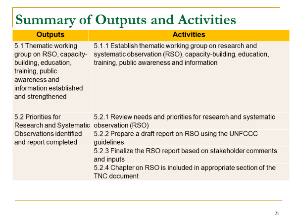 Summary of Outputs and Activities
Outputs
Activities
5.1 Thematic working
group on RSO, capacity-
building, education,
training, public
awareness and
information established
and strengthened
5.1.1 Establish thematic working group on research and
systematic observation (RSO), capacity-building, education,
training, public awareness and information
5.2 Priorities for
Research and Systematic
Observations identified
and report completed
5.2.1 Review needs and priorities for research and systematic
observation (RSO)
5.2.2 Prepare a draft report on RSO using the UNFCCC
guidelines
5.2.3 Finalize the RSO report based on stakeholder comments
and inputs
5.2.4 Chapter on RSO is included in appropriate section of the
TNC document